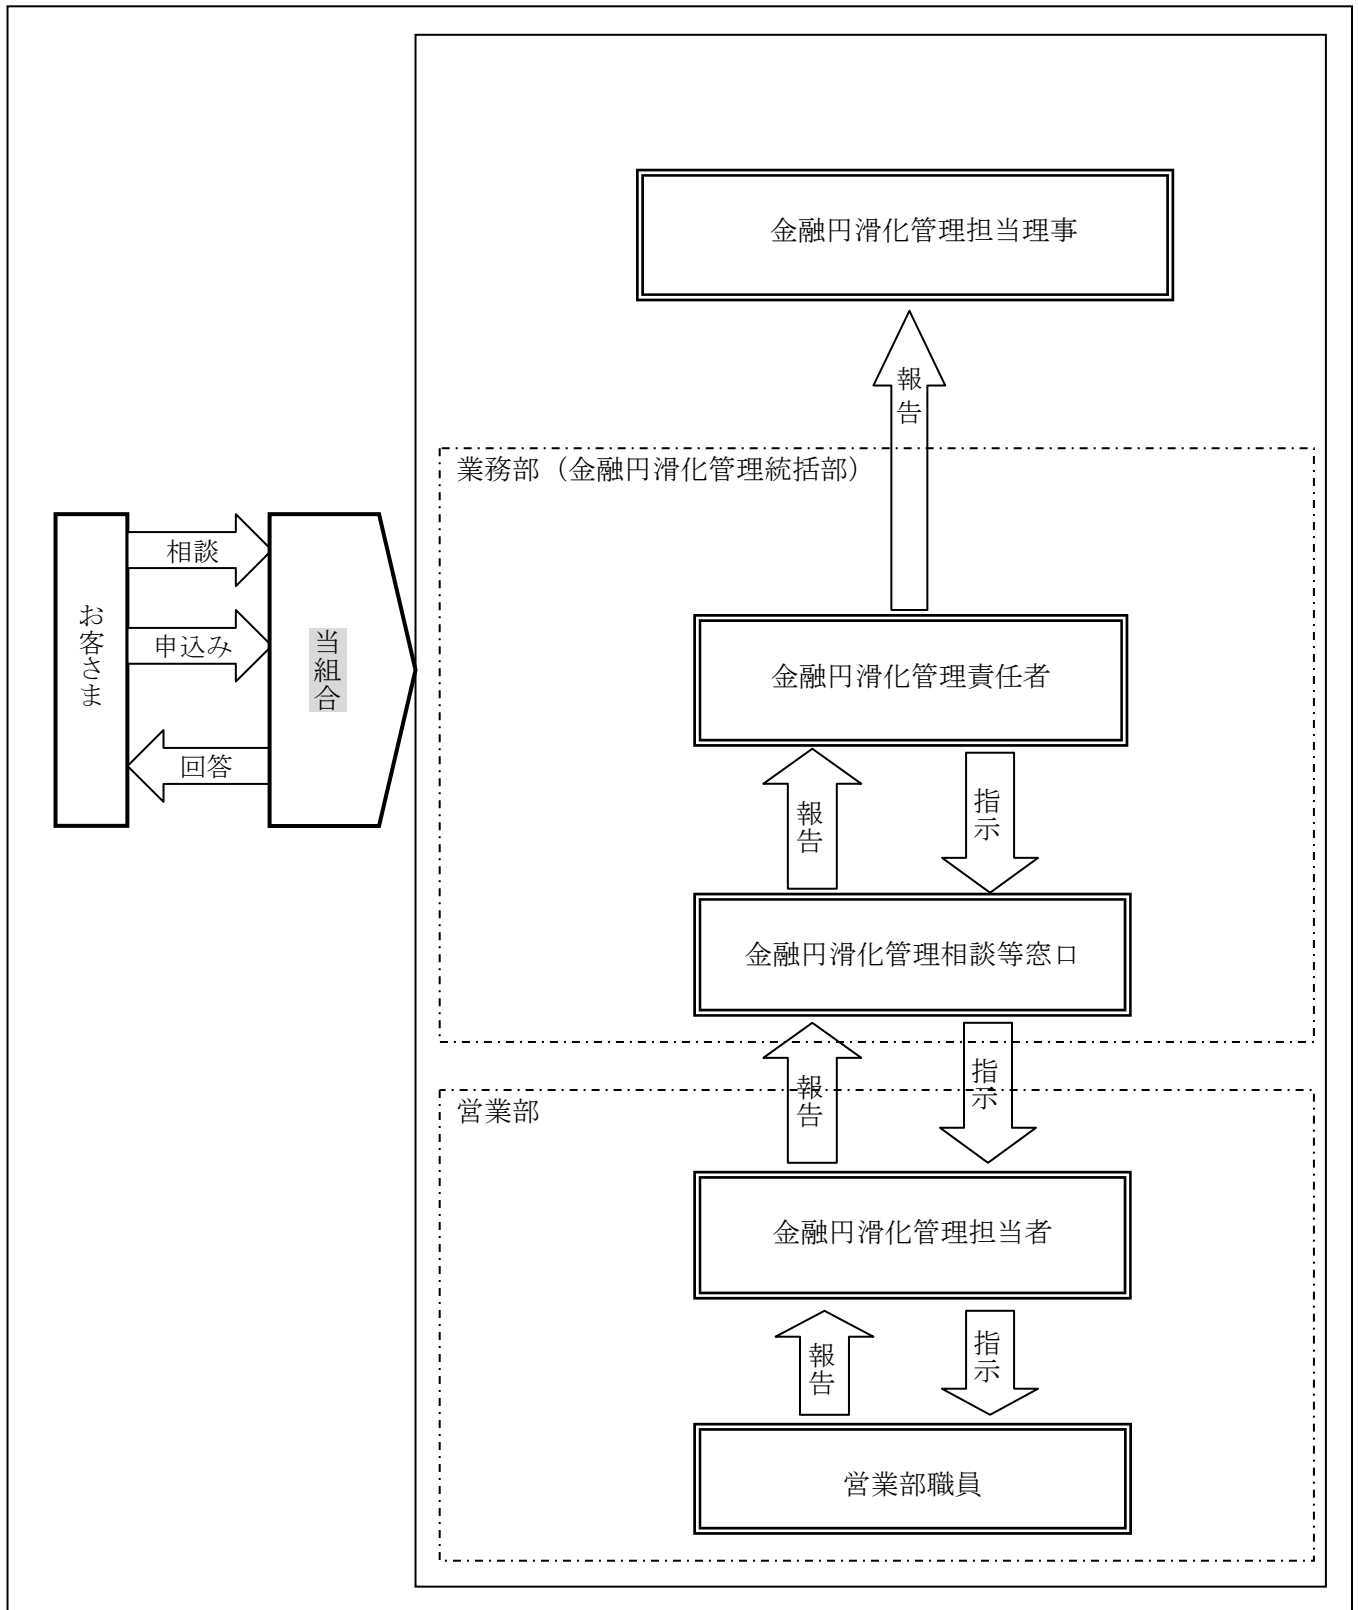 金融円滑化管理担当理事
報告
業務部（金融円滑化管理統括部）
お客さま
相談
申込み
回答
当組合
金融円滑化管理責任者
報告
指示
金融円滑化管理相談等窓口
報告
指示
営業部
金融円滑化管理担当者
報告
指示
営業部職員